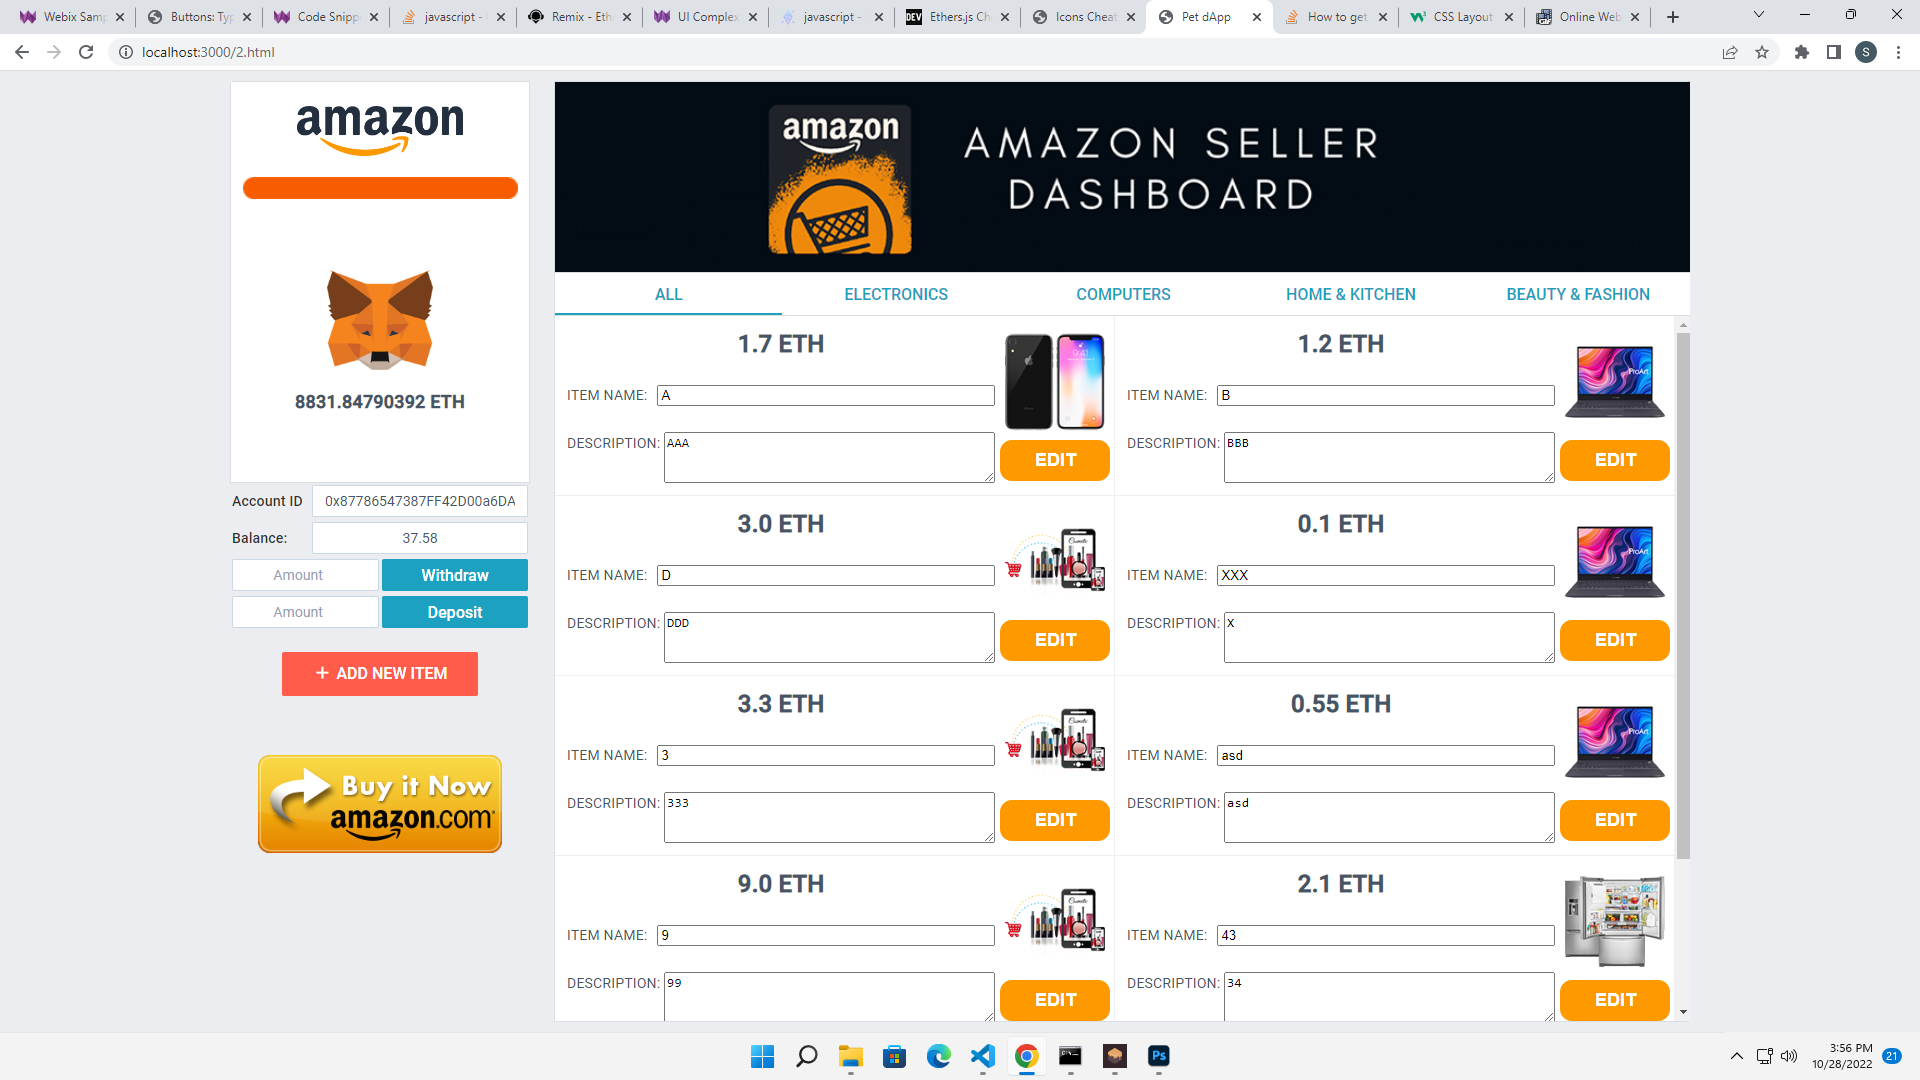 Webix Samp
Buttons: Typ
Code Snipp
javascript -
Remix - Eth
UI Complex
javascript -
DEV
Ethers.js Ch
Icons Cheat
Pet dApp
How to get
CSS Layout
Online Web
localhost:3000/2.html
S
amazon
8831.84790392 ETH
Account ID 0x87786547387FF42D00a6DA
Balance: 37.58
Amount Withdraw
Amount Deposit
+ ADD NEW ITEM
Buy it Now
amazon.com
amazon
AMAZON SELLER
DASHBOARD
ALL ELECTRONICS COMPUTERS HOME & KITCHEN BEAUTY & FASHION
1.7 ETH
ITEM NAME: A
DESCRIPTION: AAA
EDIT
1.2 ETH
ITEM NAME: B
DESCRIPTION: BBB
ProArt
EDIT
3.0 ETH
ITEM NAME: D
DESCRIPTION: DDD
EDIT
0.1 ETH
ITEM NAME: XXX
DESCRIPTION: X
ProArt
EDIT
3.3 ETH
ITEM NAME: 3
DESCRIPTION: 333
EDIT
0.55 ETH
ITEM NAME: asd
DESCRIPTION: asd
ProArt
EDIT
9.0 ETH
ITEM NAME: 9
DESCRIPTION: 99
EDIT
2.1 ETH
ITEM NAME: 43
DESCRIPTION: 34
EDIT
Ps
3:56 PM
10/28/2022
21